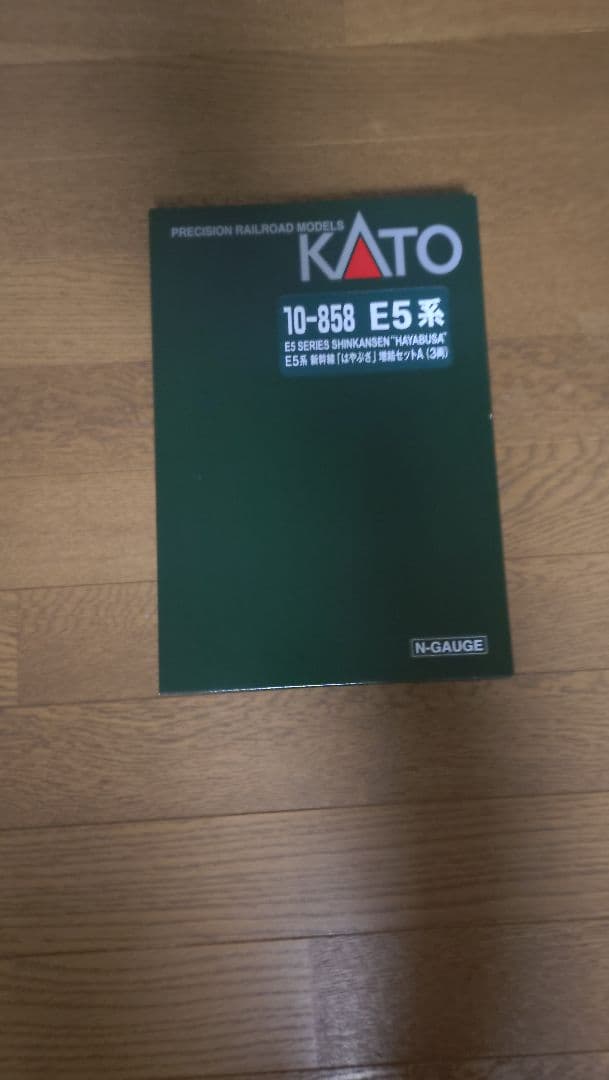 PRECISION RAILROAD MODELS
KATO
10-858 E5系
E5 SERIES SHINKANSEN "HAYABUSA"
E5系 新幹線「はやぶさ」増結セットA(3両)
N-GAUGE